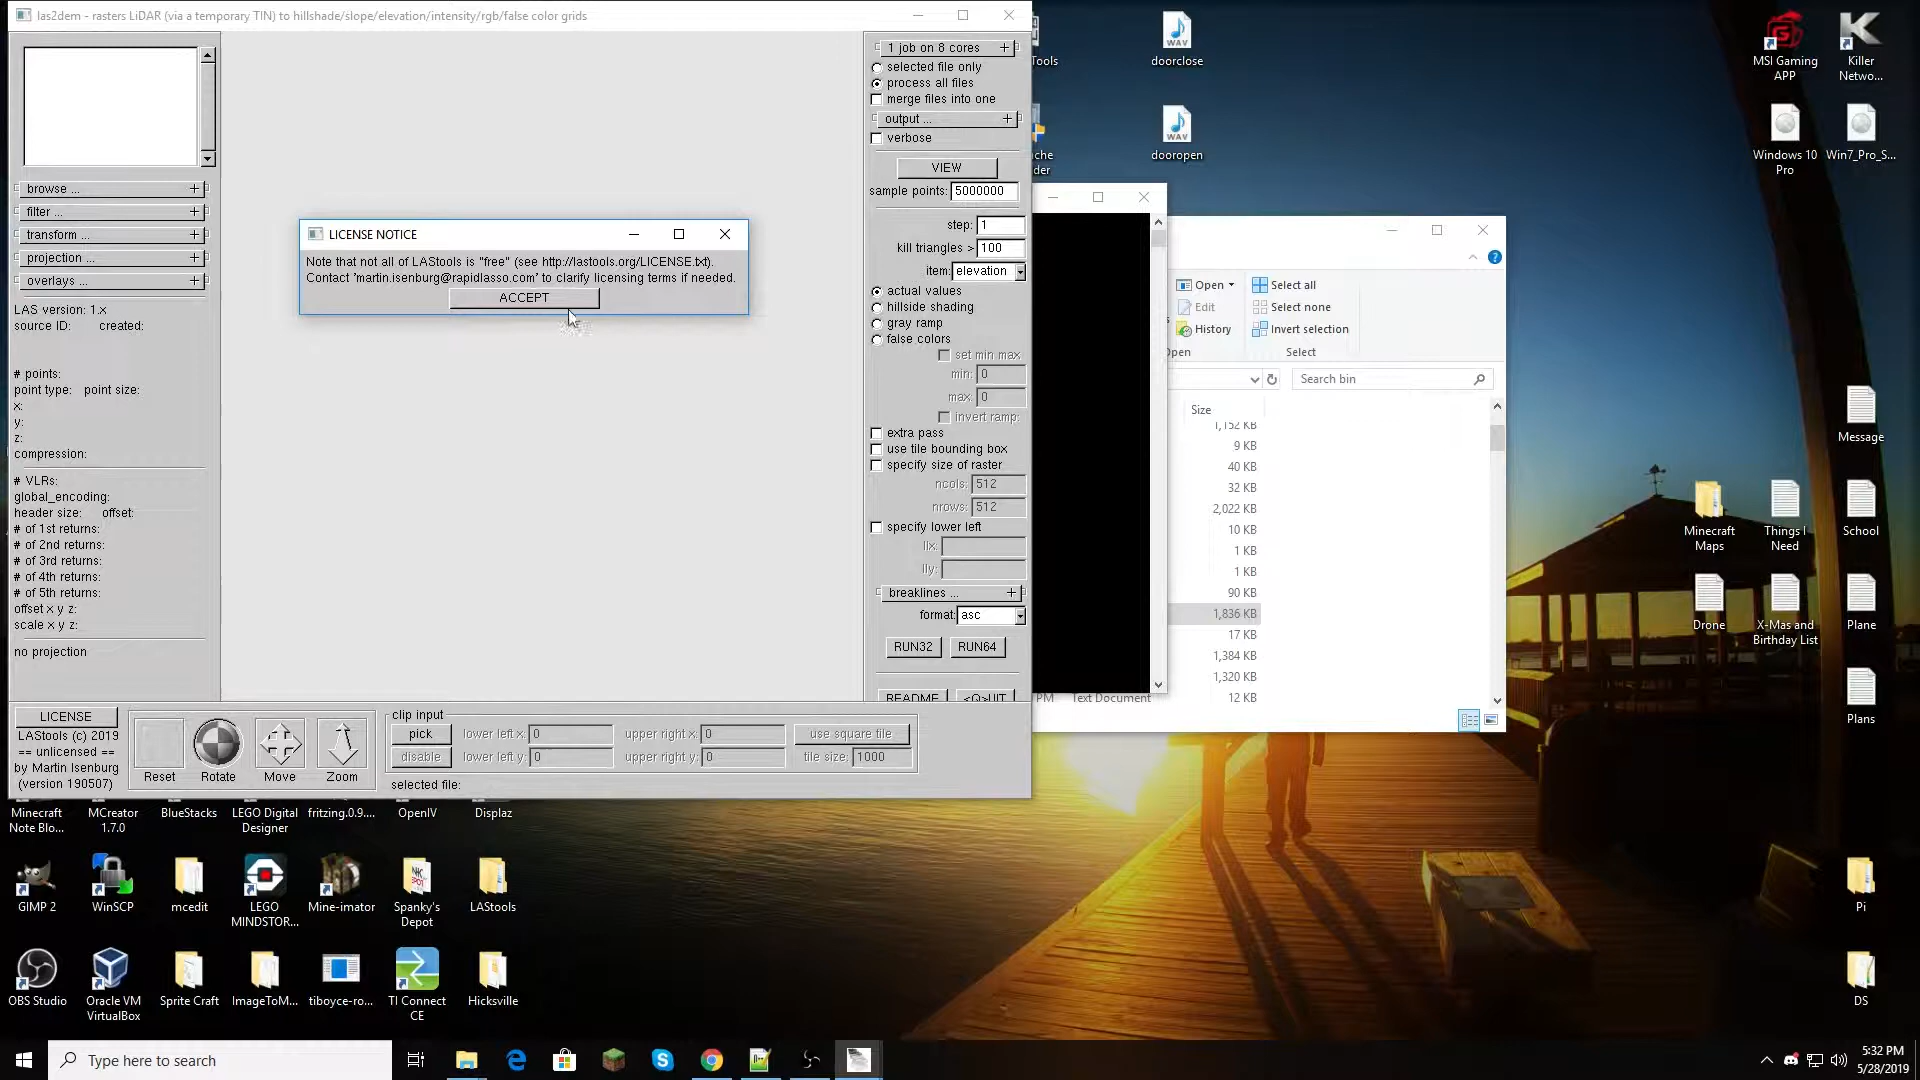 las2dem - rasters LiDAR (via a temporary TIN) to hillshade/slope/elevation/intensity/rgb/false color grids
browse ...
filter ...
transform ...
projection ...
overlays ...
LAS version: 1.x
source ID: created:
# points:
point type: point size:
x:
y:
z:
compression:
# VLRs:
global_encoding:
header size: offset:
# of 1st returns:
# of 2nd returns:
# of 3rd returns:
# of 4th returns:
# of 5th returns:
offset x y z:
scale x y z:
no projection
LICENSE
LAStools (c) 2019
== unlicensed ==
by Martin Isenburg
(version 190507)
Reset
Rotate
Move
Zoom
clip input
pick
lower left x: 0
upper right x: 0
use square tile
disable
lower left y: 0
upper right y: 0
tile size: 1000
selected file:
LICENSE NOTICE
Note that not all of LAStools is "free" (see http://lastools.org/LICENSE.txt).
Contact 'martin.isenburg@rapidlasso.com' to clarify licensing terms if needed.
ACCEPT
1 job on 8 cores
selected file only
process all files
merge files into one
output ...
verbose
VIEW
sample points: 5000000
step: 1
kill triangles > 100
item: elevation
actual values
hillside shading
gray ramp
false colors
set min max
min: 0
max: 0
invert ramp:
extra pass
use tile bounding box
specify size of raster
ncols: 512
nrows: 512
specify lower left
llx:
lly:
breaklines ...
format: asc
RUN32
RUN64
README
<Q>UIT
Tools
doorclose
dooropen
Open
Select all
Edit
Select none
History
Invert selection
Select
Search bin
Size
1,152 KB
9 KB
40 KB
32 KB
2,022 KB
10 KB
1 KB
1 KB
90 KB
1,836 KB
17 KB
1,384 KB
1,320 KB
12 KB
PM
Text Document
MSI Gaming
APP
Killer
Netwo...
Windows 10
Pro
Win7_Pro_S...
Message
Minecraft
Maps
Things I
Need
School
Drone
X-Mas and
Birthday List
Plane
Plans
Pi
DS
Minecraft
Note Blo...
MCreator
1.7.0
BlueStacks
LEGO Digital
Designer
fritzing.0.9....
OpenIV
Displaz
GIMP 2
WinSCP
mcedit
LEGO
MINDSTOR...
Mine-imator
Spanky's
Depot
LAStools
OBS Studio
Oracle VM
VirtualBox
Sprite Craft
ImageToM...
tiboyce-ro...
TI Connect
CE
Hicksville
Type here to search
5:32 PM
5/28/2019